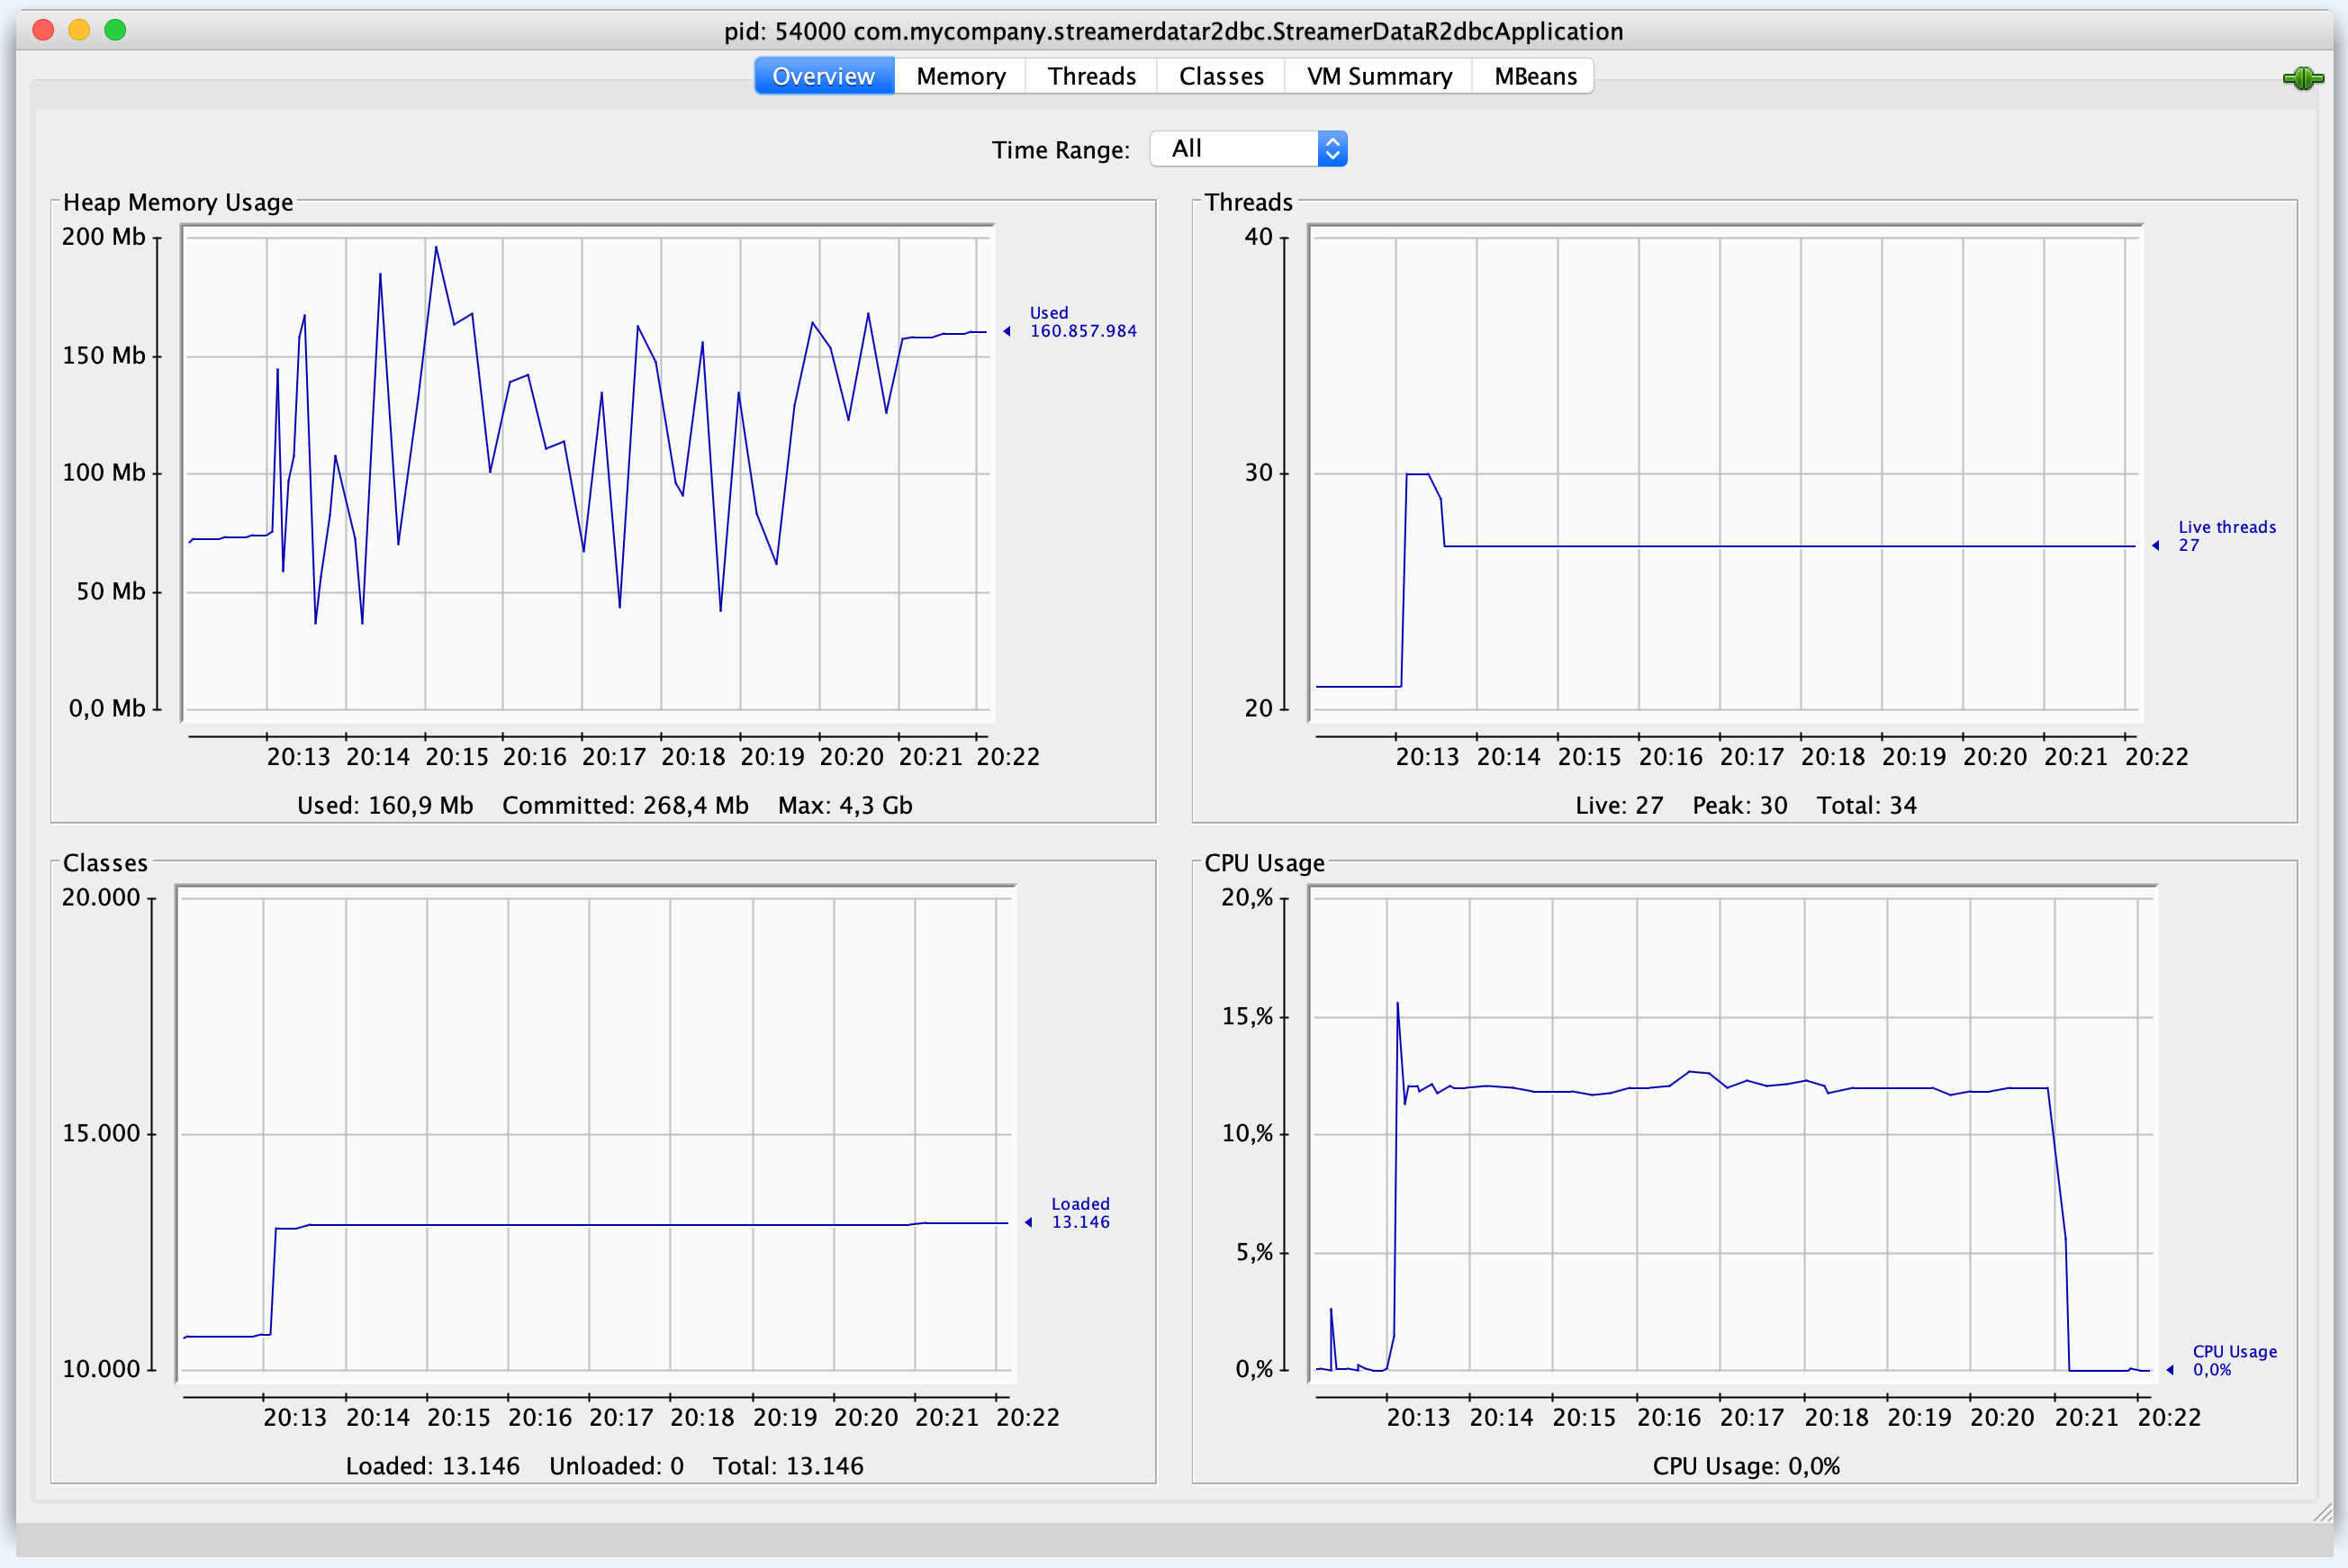 pid: 54000 com.mycompany.streamerdatar2dbc.StreamerDataR2dbcApplication
Overview Memory Threads Classes VM Summary MBeans
Time Range: All
Heap Memory Usage
200 Mb
150 Mb
100 Mb
50 Mb
0,0 Mb
Used
160.857.984
20:13 20:14 20:15 20:16 20:17 20:18 20:19 20:20 20:21 20:22
Used: 160,9 Mb Committed: 268,4 Mb Max: 4,3 Gb
Threads
40
30
20
Live threads
27
20:13 20:14 20:15 20:16 20:17 20:18 20:19 20:20 20:21 20:22
Live: 27 Peak: 30 Total: 34
Classes
20.000
15.000
10.000
Loaded
13.146
20:13 20:14 20:15 20:16 20:17 20:18 20:19 20:20 20:21 20:22
Loaded: 13.146 Unloaded: 0 Total: 13.146
CPU Usage
20,%
15,%
10,%
5,%
0,%
CPU Usage
0,0%
20:13 20:14 20:15 20:16 20:17 20:18 20:19 20:20 20:21 20:22
CPU Usage: 0,0%